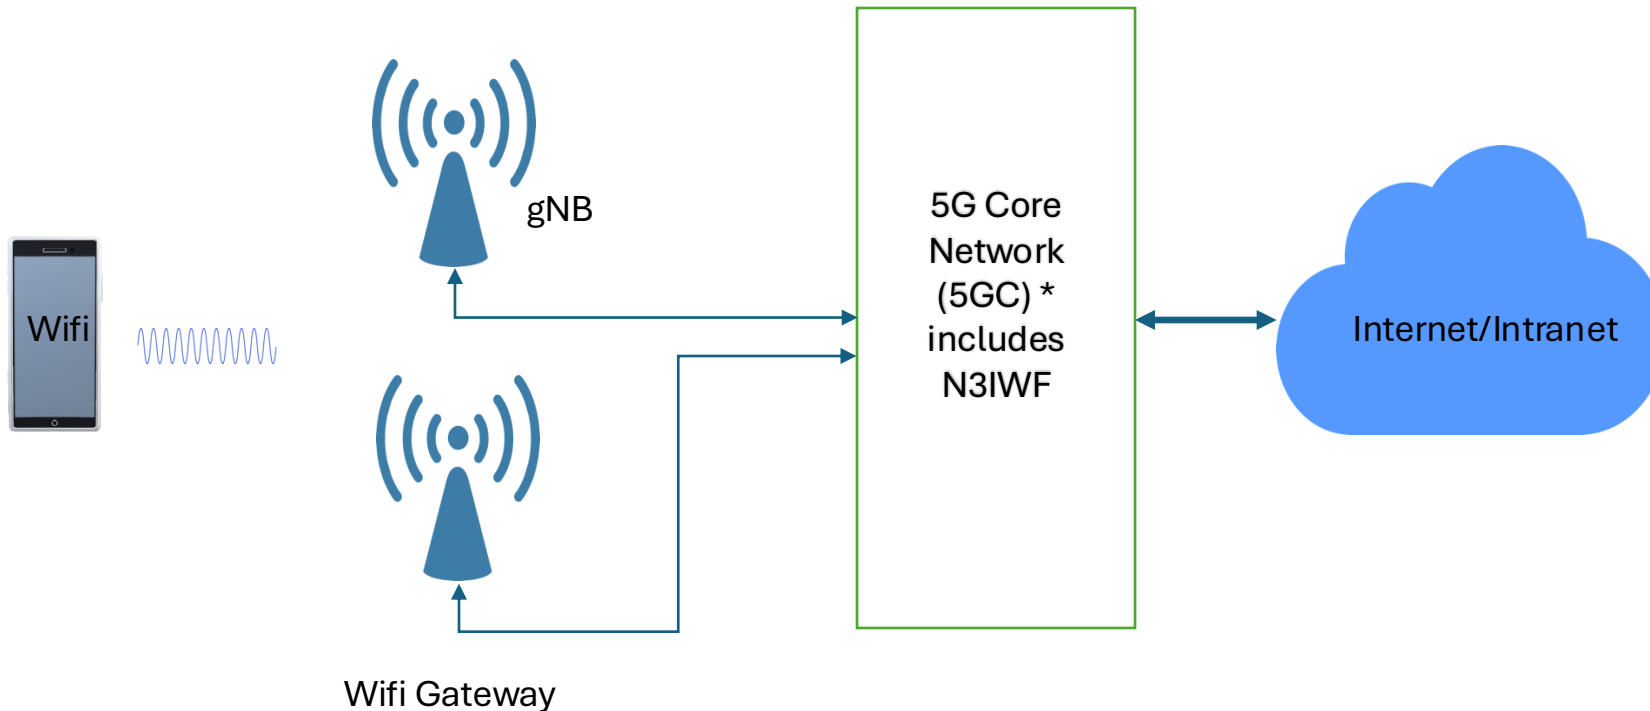 gNB
Wifi
5G Core
Network
(5GC) *
includes
N3IWF
Internet/Intranet
Wifi Gateway